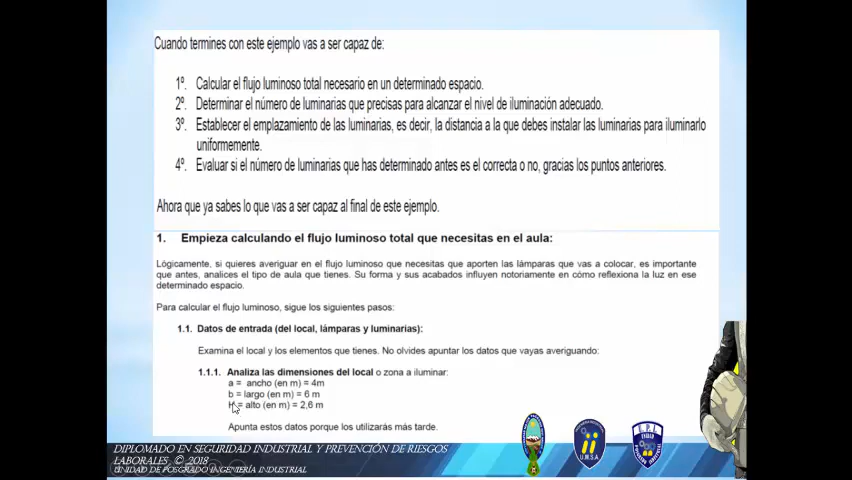 Cuando termines con este ejemplo vas a ser capaz de:
1º. Calcular el flujo luminoso total necesario en un determinado espacio.
2º. Determinar el número de luminarias que precisas para alcanzar el nivel de iluminación adecuado.
3º. Establecer el emplazamiento de las luminarias, es decir, la distancia a la que debes instalar las luminarias para iluminarlo
uniformemente.
4º. Evaluar si el número de luminarias que has determinado antes es el correcta o no, gracias los puntos anteriores.
Ahora que ya sabes lo que vas a ser capaz al final de este ejemplo.
1. Empieza calculando el flujo luminoso total que necesitas en el aula:
Lógicamente, si quieres averiguar en el flujo luminoso que necesitas que aporten las lámparas que vas a colocar, es importante
que antes, analices el tipo de aula que tienes. Su forma y sus acabados influyen notoriamente en cómo reflexiona la luz en ese
determinado espacio.
Para calcular el flujo luminoso, sigue los siguientes pasos:
1.1. Datos de entrada (del local, lámparas y luminarias):
Examina el local y los elementos que tienes. No olvides apuntar los datos que vayas averiguando:
1.1.1. Analiza las dimensiones del local o zona a iluminar:
a = ancho (en m) = 4m
b = largo (en m) = 6 m
H = alto (en m) = 2,6 m
Apunta estos datos porque los utilizarás más tarde.
DIPLOMADO EN SEGURIDAD INDUSTRIAL Y PREVENCIÓN DE RIESGOS
LABORALES © 2018
UNIDAD DE POSGRADO INGENIERÍA INDUSTRIAL
U.M.S.A.